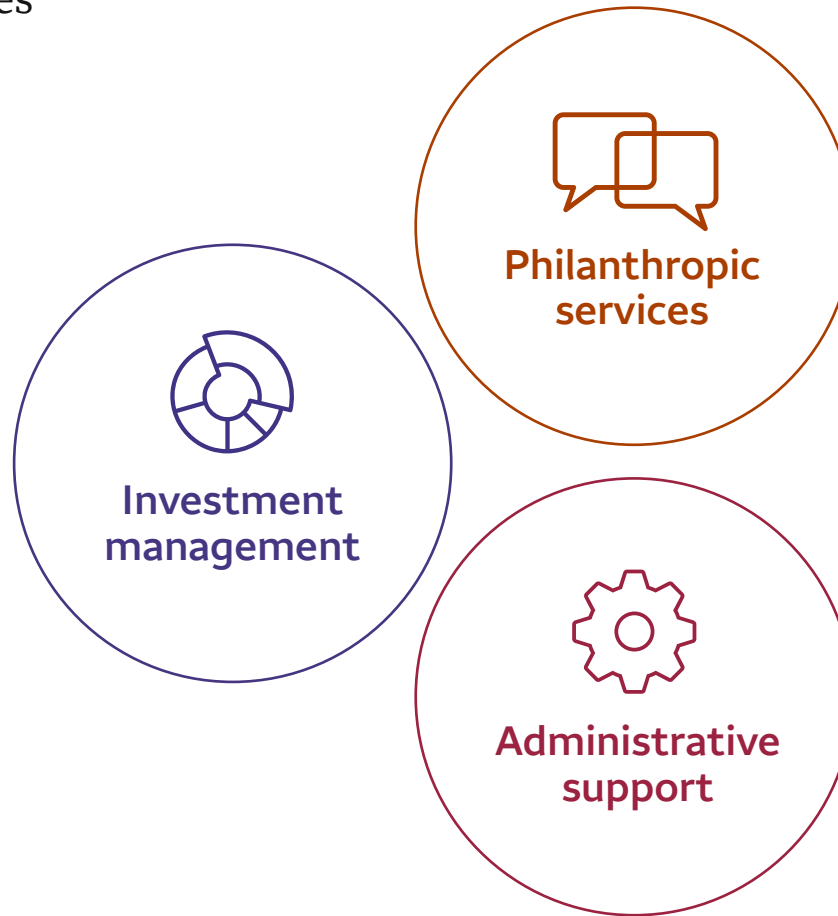 Philanthropic
services
Investment
management
Administrative
support